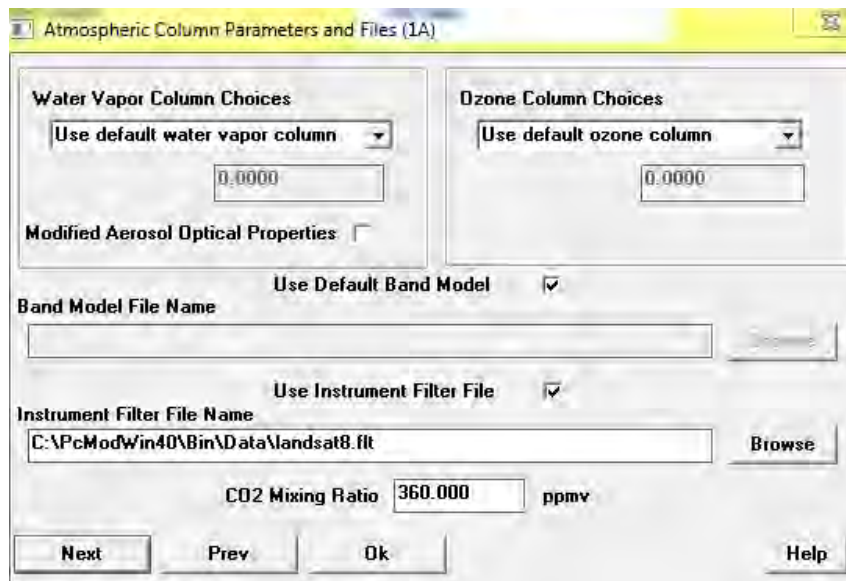 Atmospheric Column Parameters and Files (1A)
Water Vapor Column Choices
Use default water vapor column
0.0000
Modified Aerosol Optical Properties
Ozone Column Choices
Use default ozone column
0.0000
Use Default Band Model
Band Model File Name
Use Instrument Filter File
Instrument Filter File Name
C:\PcModWin40\Bin\Data\landsat8.flt
Browse
CO2 Mixing Ratio 360.000 ppmv
Next Prev Ok Help